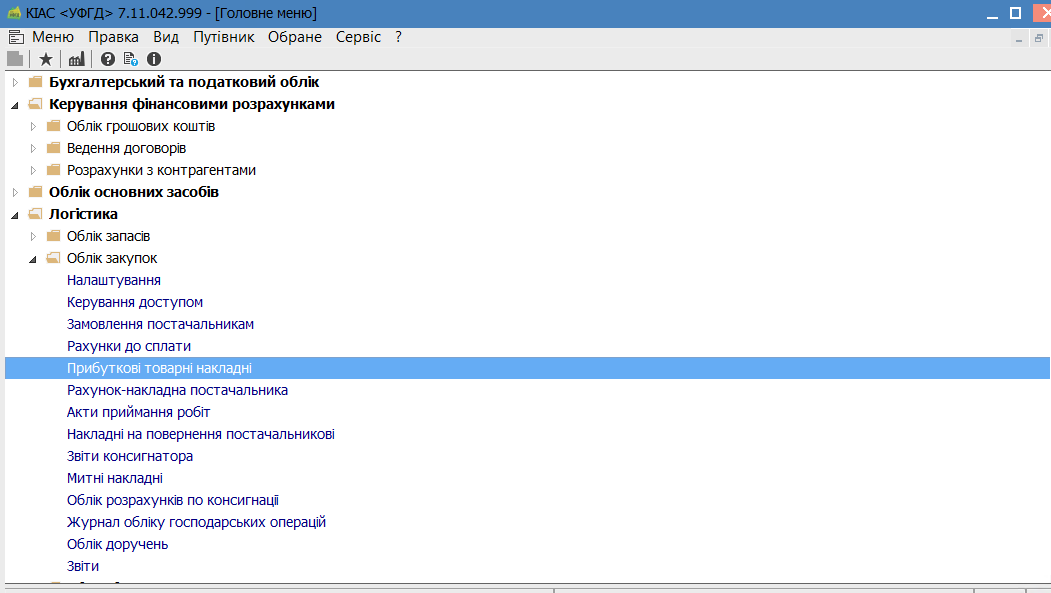 КІАС <УФГД> 7.11.042.999 - [Головне меню]
Меню Правка Вид Путівник Обране Сервіс ?
Бухгалтерський та податковий облік
Керування фінансовими розрахунками
Облік грошових коштів
Ведення договорів
Розрахунки з контрагентами
Облік основних засобів
Логістика
Облік запасів
Облік закупок
Налаштування
Керування доступом
Замовлення постачальникам
Рахунки до сплати
Прибуткові товарні накладні
Рахунок-накладна постачальника
Акти приймання робіт
Накладні на повернення постачальникові
Звіти консигнатора
Митні накладні
Облік розрахунків по консигнації
Журнал обліку господарських операцій
Облік доручень
Звіти